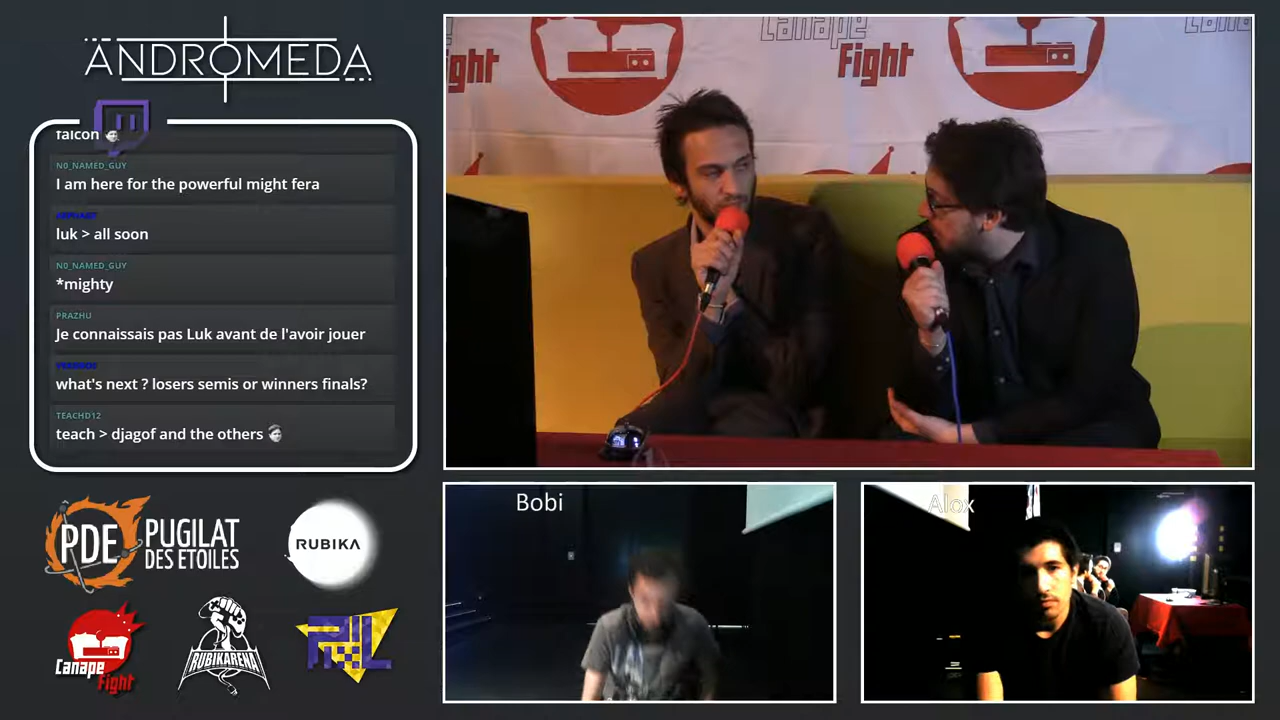 ANDROMEDA
falcon
N0_NAMED_GUY
I am here for the powerful might fera
luk > all soon
N0_NAMED_GUY
*mighty
PRAZHU
Je connaissais pas Luk avant de l'avoir jouer
what's next ? losers semis or winners finals?
TEACHD12
teach > djagof and the others
PDE PUGILAT
DES ETOILES
RUBIKA
Canape
Fight
RUBIKARENA
ight
Canape
Fight
Bobi
Alox